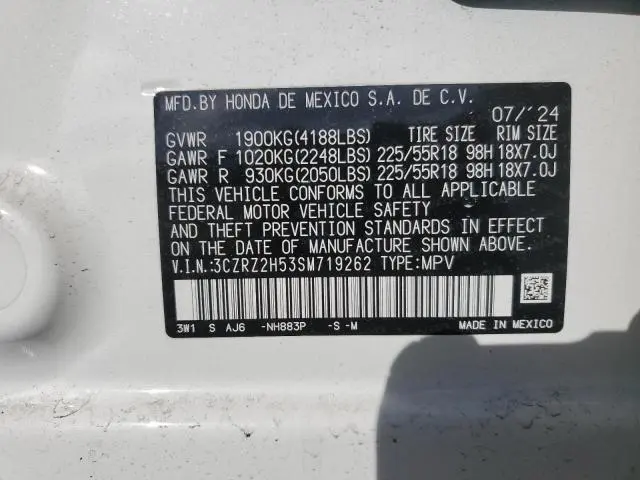 MFD. BY HONDA DE MEXICO S.A. DE C.V.
07/´24
GVWR 1900KG(4188LBS) TIRE SIZE RIM SIZE
GAWR F 1020KG(2248LBS) 225/55R18 98H 18X7.0J
GAWR R 930KG(2050LBS) 225/55R18 98H 18X7.0J
THIS VEHICLE CONFORMS TO ALL APPLICABLE
FEDERAL MOTOR VEHICLE SAFETY
AND THEFT PREVENTION STANDARDS IN EFFECT
ON THE DATE OF MANUFACTURE SHOWN ABOVE.
V.I.N.:3CZRZ2H53SM719262 TYPE:MPV
3W1 S AJ6 -NH883P -S -M MADE IN MEXICO